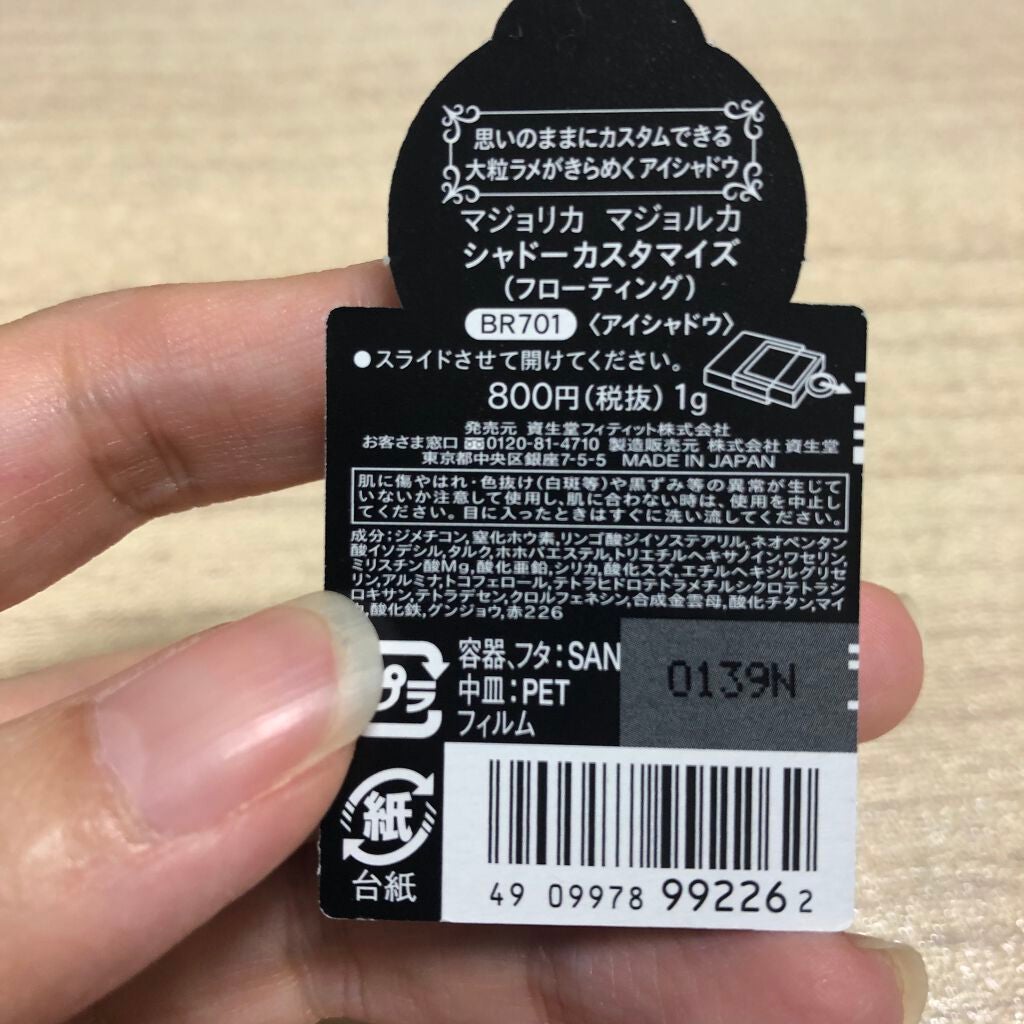 思いのままにカスタムできる
大粒ラメがきらめくアイシャドウ
マジョリカ マジョルカ
シャドーカスタマイズ
(フローティング)
BR701 〈アイシャドウ〉
●スライドさせて開けてください。
800円(税抜) 1g
発売元 資生堂フィティット株式会社
お客さま窓口 0120-81-4710 製造販売元 株式会社 資生堂
東京都中央区銀座7-5-5 MADE IN JAPAN
肌に傷やはれ・色抜け(白斑等)や黒ずみ等の異常が生じて
いないか注意して使用し、肌に合わない時は、使用を中止し
てください。目に入ったときはすぐに洗い流してください。
成分:ジメチコン,窒化ホウ素,リンゴ酸ジイソステアリル,ネオペンタン
酸イソデシル,タルク,ホホバエステル,トリエチルヘキサノイン,ワセリン,
ミリスチン酸Mg,酸化亜鉛,シリカ,酸化スズ,エチルヘキシルグリセ
リン,アルミナ,トコフェロール,テトラヒドロテトラメチルシクロテトラシ
ロキサン,テトラデセン,クロルフェネシン,合成金雲母,酸化チタン,マイ
カ,酸化鉄,グンジョウ,赤226
プラ
容器、フタ:SAN
中皿:PET
フィルム
0139N
紙
台紙
49 09978 99226 2